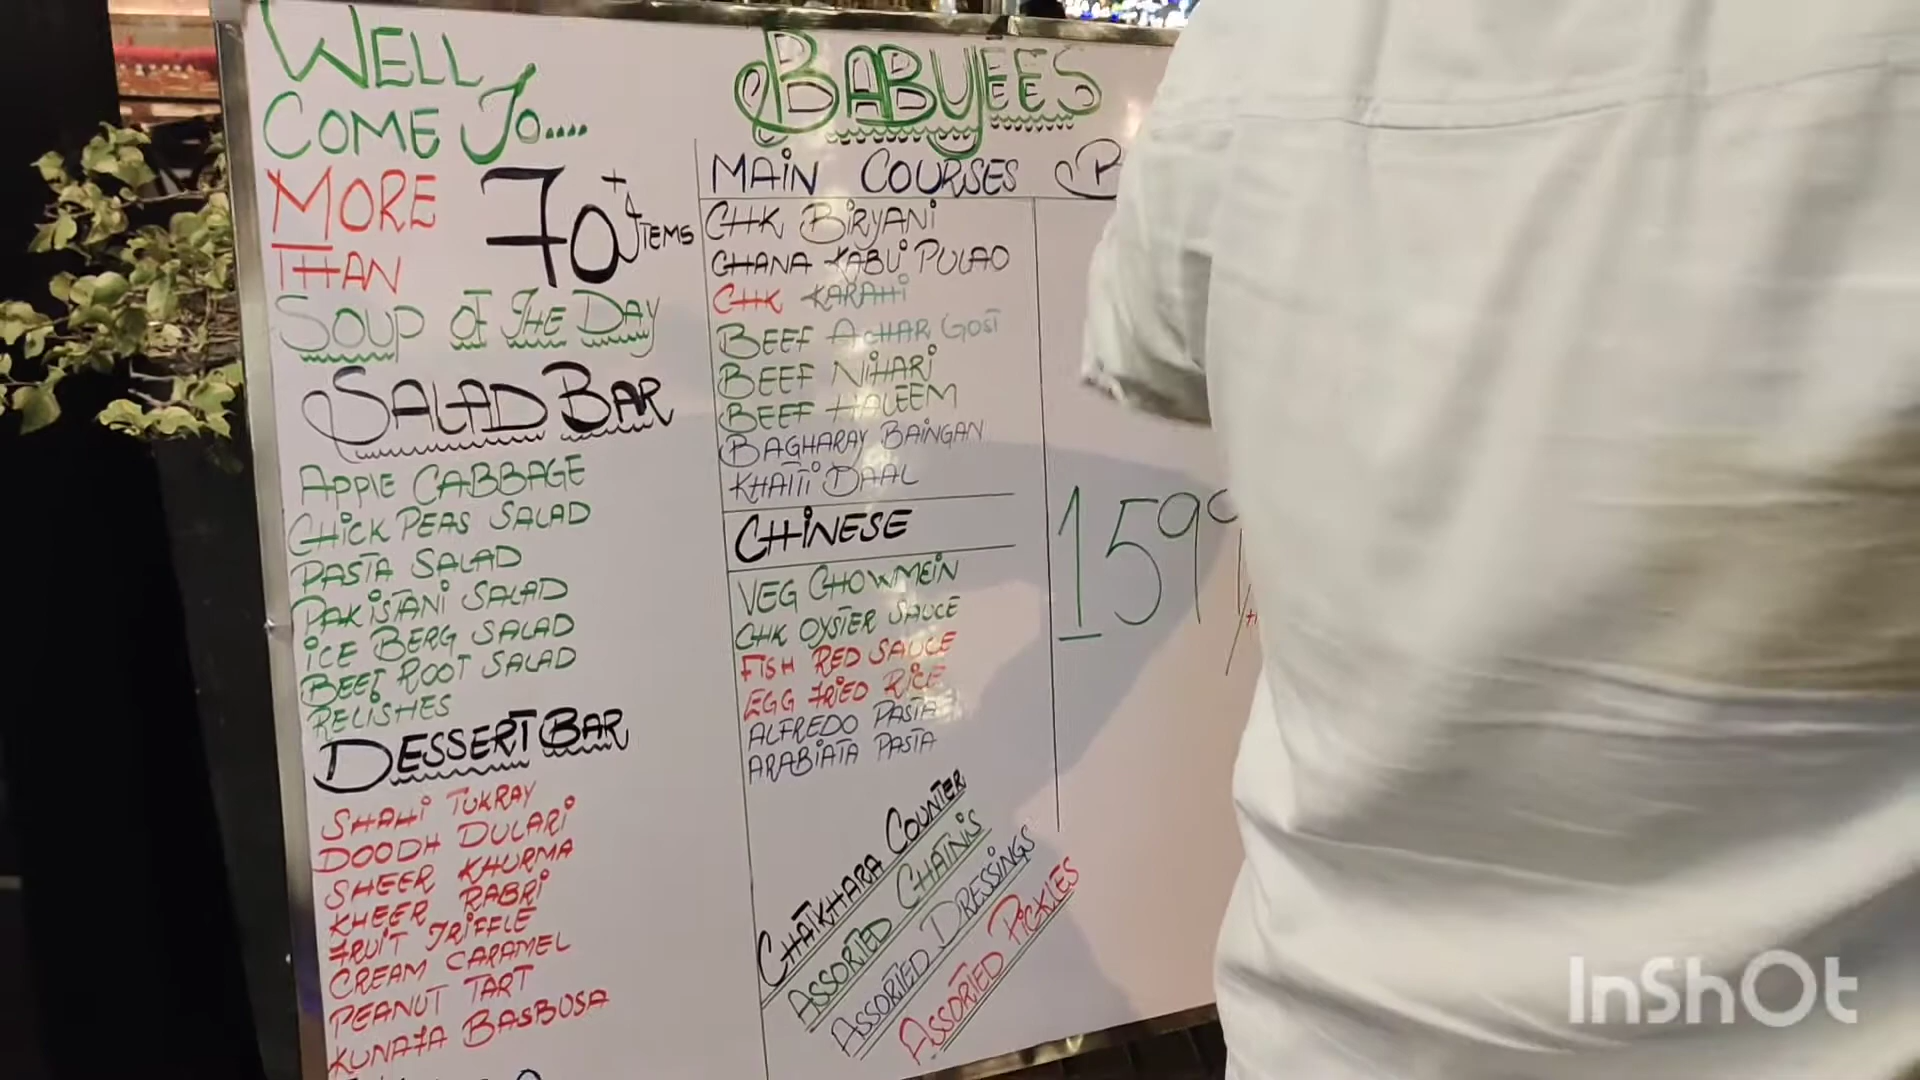 WELL
COME TO....
MORE
THAN
70+ ITEMS
SOUP OF THE DAY
SALAD BAR
APPLE CABBAGE
CHICK PEAS SALAD
PASTA SALAD
PAKISTANI SALAD
ICE BERG SALAD
BEET ROOT SALAD
RELISHES
DESSERT BAR
SHAHI TUKRAY
DOODH DULARI
SHEER KHURMA
KHEER RABRI
FRUIT TRIFFLE
CREAM CARAMEL
PEANUT TART
KUNAFA BASBUSA
BABUJEES
MAIN COURSES
CHK BIRYANI
CHANA KABLI PULAO
CHK KARAHI
BEEF ACHAR GOST
BEEF NIHARI
BEEF HALEEM
BAGHARAY BAINGAN
KHATTI DAAL
CHINESE
VEG CHOWMEIN
CHK OYSTER SAUCE
FISH RED SAUCE
EGG FRIED RICE
ALFREDO PASTA
ARABIATA PASTA
CHATKHARA COUNTER
ASSORTED CHATNIS
ASSORTED DRESSINGS
ASSORTED PICKLES
159
InShOt